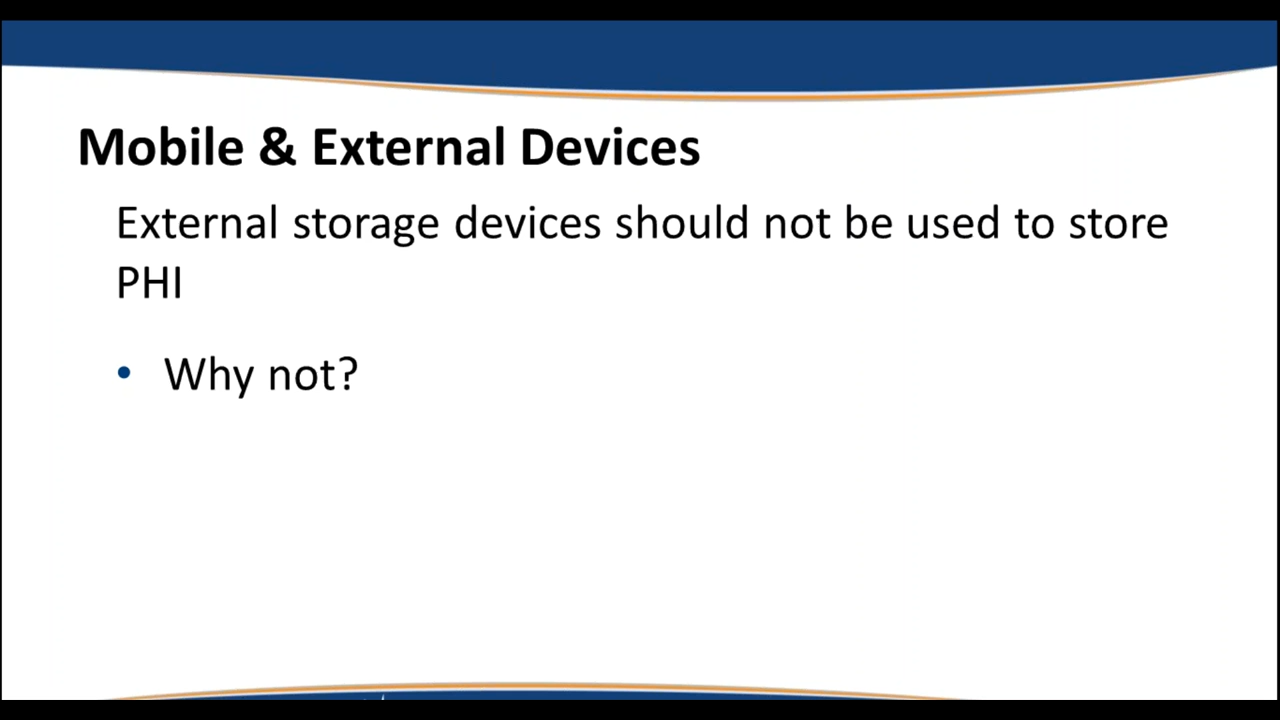 Mobile & External Devices
External storage devices should not be used to store
PHI
• Why not?